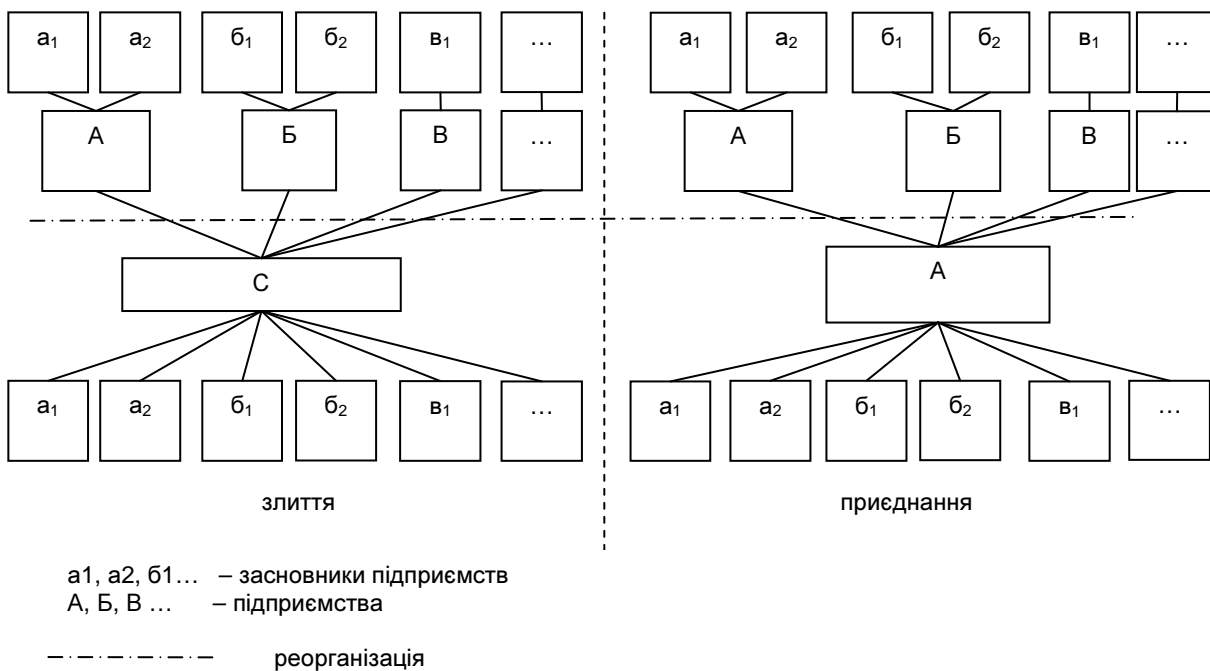 а₁ а₂ б₁ б₂ в₁ … а₁ а₂ б₁ б₂ в₁ …
А Б В … А Б В …
С А
а₁ а₂ б₁ б₂ в₁ … а₁ а₂ б₁ б₂ в₁ …
злиття приєднання
а1, а2, б1… – засновники підприємств
А, Б, В … – підприємства
реорганізація